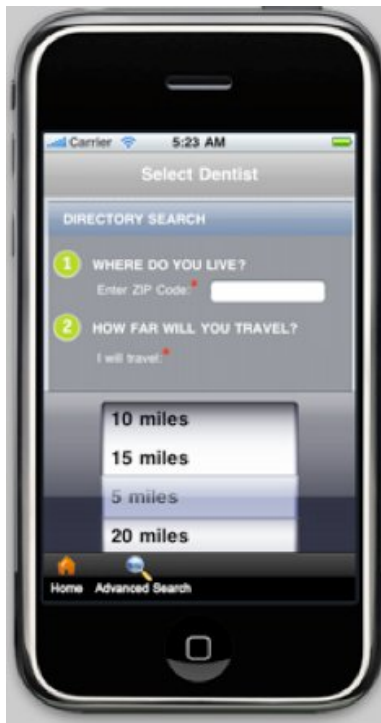 Carrier 5:23 AM
Select Dentist
DIRECTORY SEARCH
1 WHERE DO YOU LIVE?
Enter ZIP Code:*
2 HOW FAR WILL YOU TRAVEL?
I will travel:*
10 miles
15 miles
5 miles
20 miles
Home Advanced Search